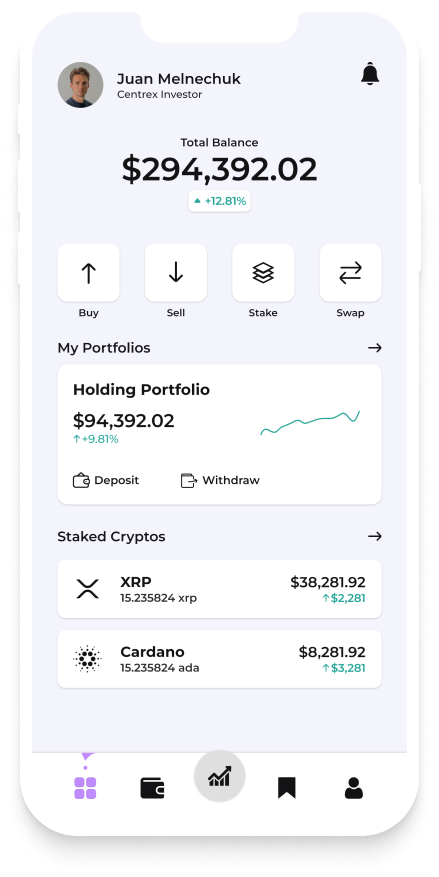 Juan Melnechuk
Centrex Investor
Total Balance
$294,392.02
+12.81%
Buy
Sell
Stake
Swap
My Portfolios
Holding Portfolio
$94,392.02
↑+9.81%
Deposit
Withdraw
Staked Cryptos
XRP
$38,281.92
15.235824 xrp
↑$2,281
Cardano
$8,281.92
15.235824 ada
↑$3,281